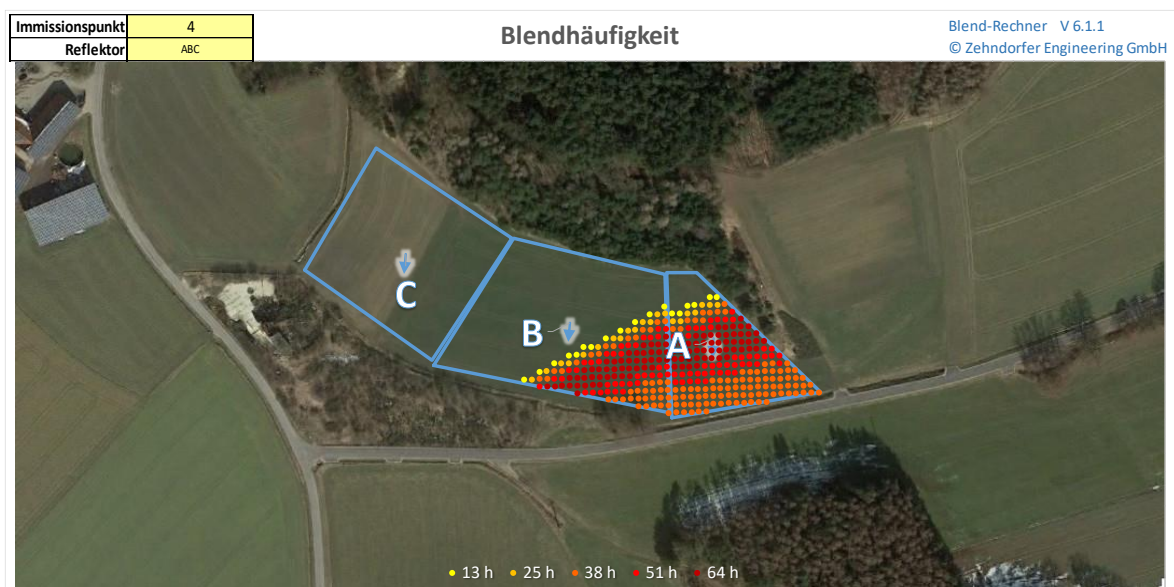 Immissionspunkt 4
Reflektor ABC
Blendhäufigkeit
Blend-Rechner V 6.1.1
© Zehndorfer Engineering GmbH
C
B
A
13 h 25 h 38 h 51 h 64 h